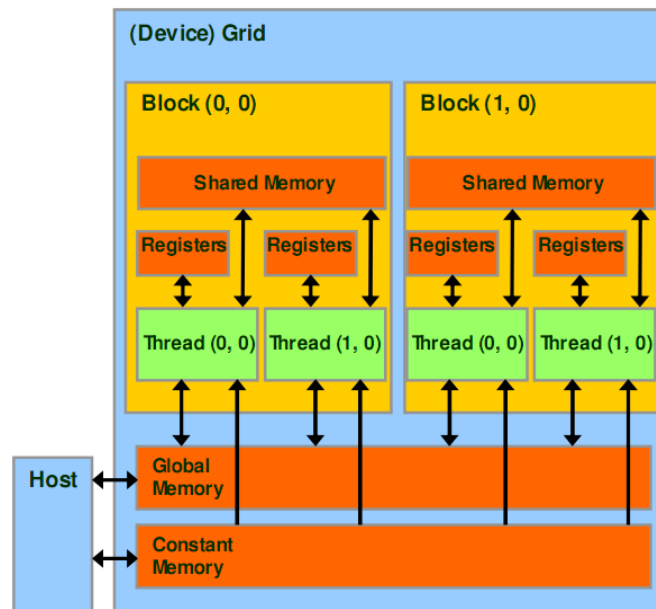 (Device) Grid
Block (0, 0)
Block (1, 0)
Shared Memory
Shared Memory
Registers
Registers
Registers
Registers
Thread (0, 0)
Thread (1, 0)
Thread (0, 0)
Thread (1, 0)
Host
Global
Memory
Constant
Memory